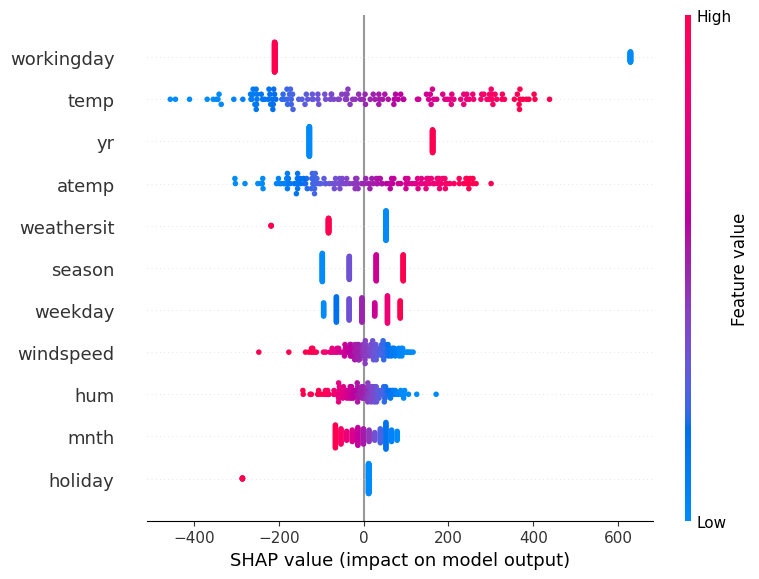 High
workingday
temp
yr
atemp
weathersit
season
weekday
windspeed
hum
mnth
holiday
Feature value
Low
−400 −200 0 200 400 600
SHAP value (impact on model output)